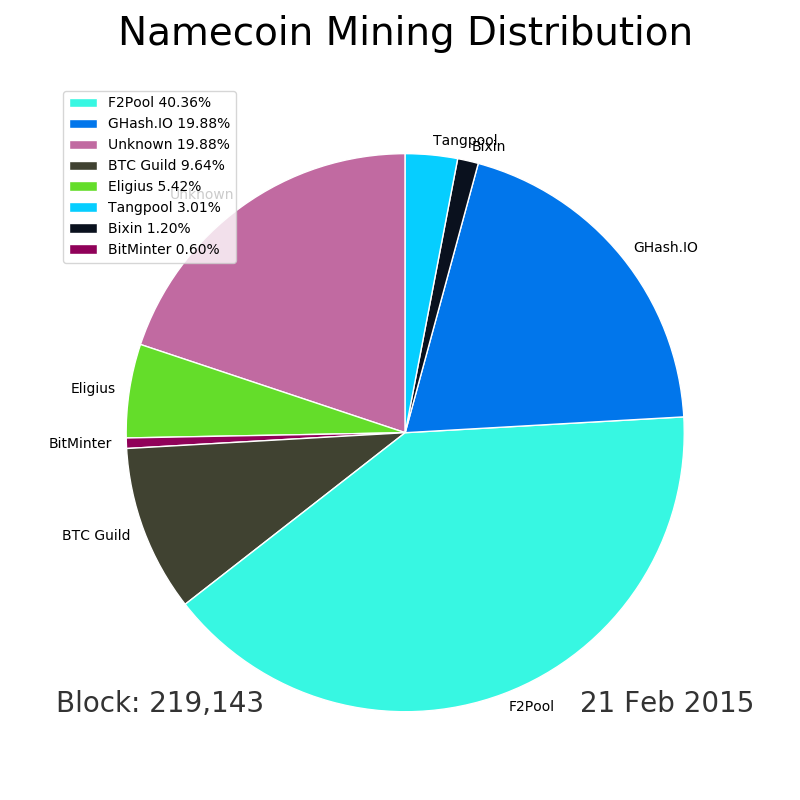 Namecoin Mining Distribution
F2Pool 40.36%
GHash.IO 19.88%
Unknown 19.88%
BTC Guild 9.64%
Eligius 5.42%
Tangpool 3.01%
Bixin 1.20%
BitMinter 0.60%
Tangpool
Bixin
Unknown
GHash.IO
Eligius
BitMinter
BTC Guild
F2Pool
Block: 219,143
21 Feb 2015